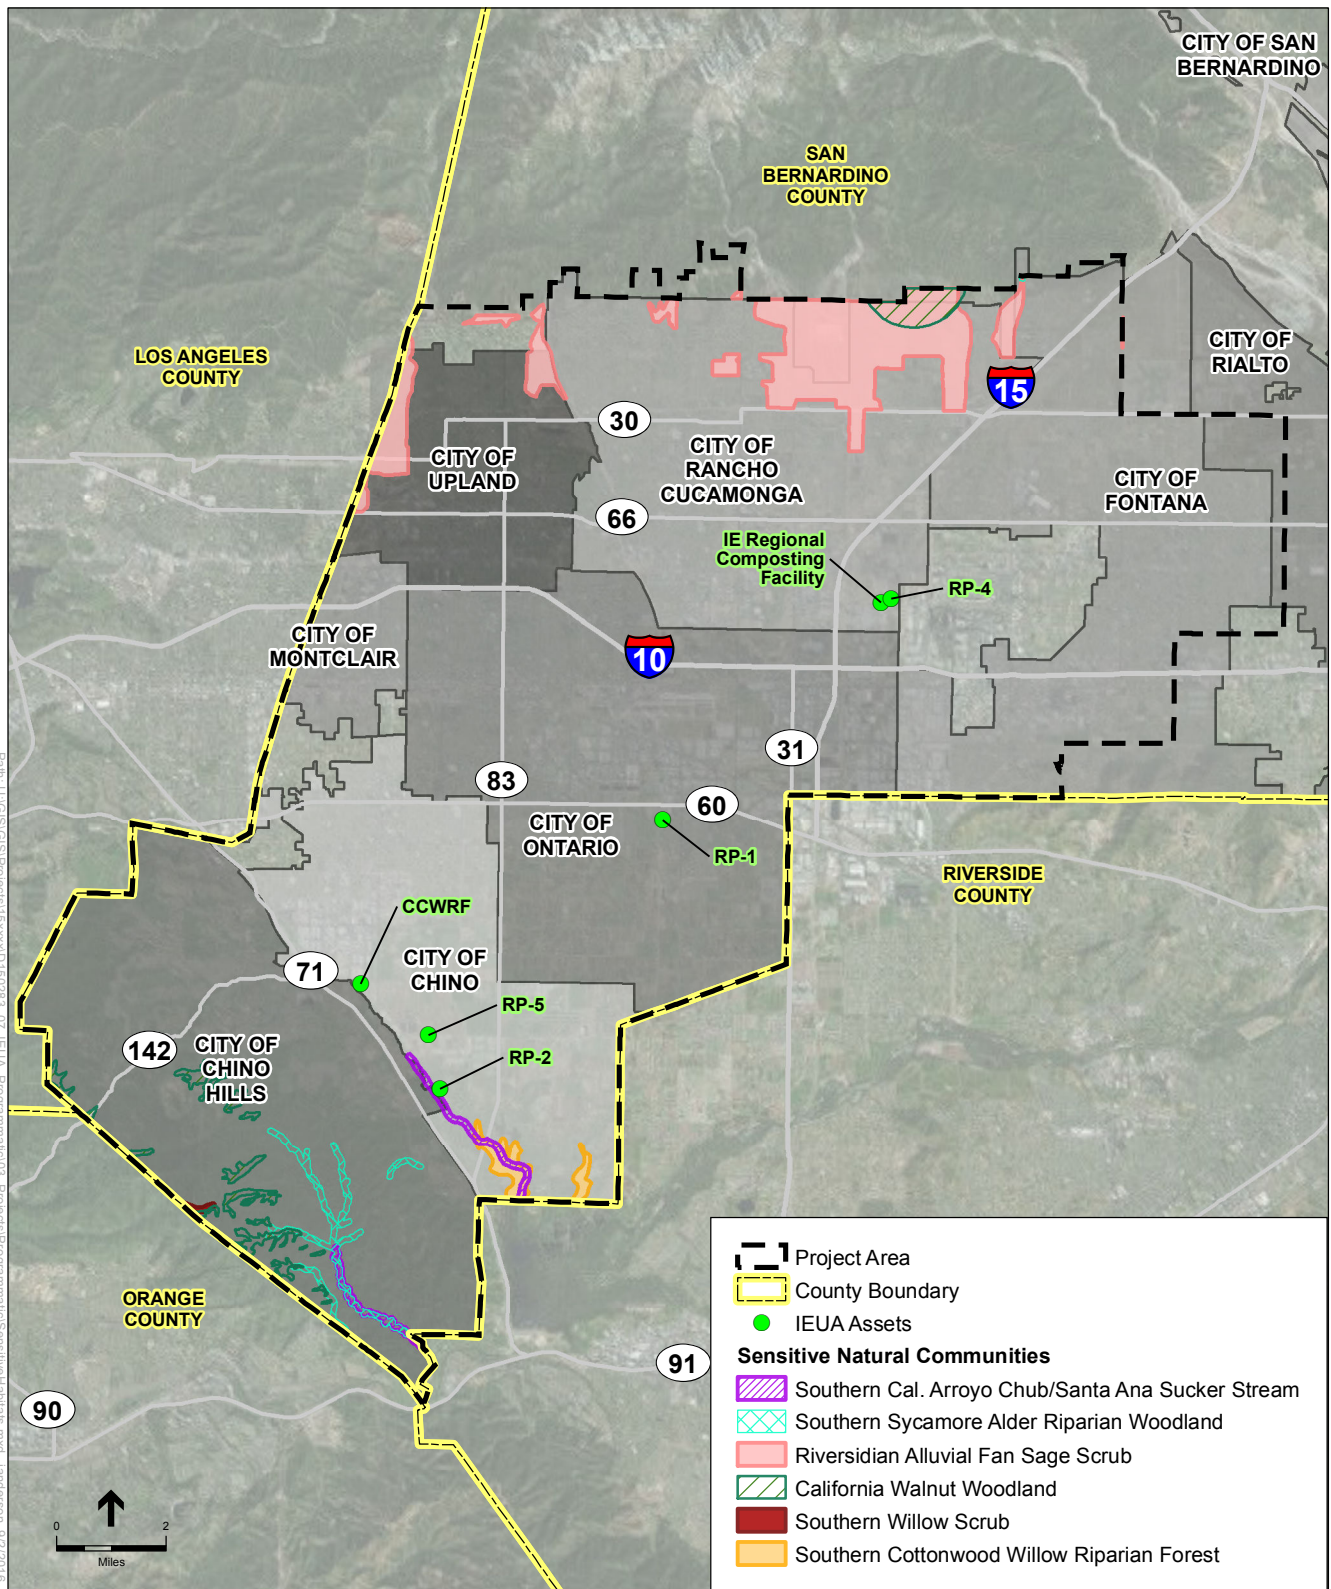 CITY OF SAN
BERNARDINO
SAN
BERNARDINO
COUNTY
LOS ANGELES
COUNTY
CITY OF
RIALTO
15
30
CITY OF
UPLAND
CITY OF
RANCHO
CUCAMONGA
CITY OF
FONTANA
66
IE Regional
Composting
Facility
RP-4
CITY OF
MONTCLAIR
10
31
83
60
CITY OF
ONTARIO
RP-1
RIVERSIDE
COUNTY
CCWRF
71
CITY OF
CHINO
RP-5
142
CITY OF
CHINO
HILLS
RP-2
ORANGE
COUNTY
91
90
0
2
Miles
Project Area
County Boundary
IEUA Assets
Sensitive Natural Communities
Southern Cal. Arroyo Chub/Santa Ana Sucker Stream
Southern Sycamore Alder Riparian Woodland
Riversidian Alluvial Fan Sage Scrub
California Walnut Woodland
Southern Willow Scrub
Southern Cottonwood Willow Riparian Forest